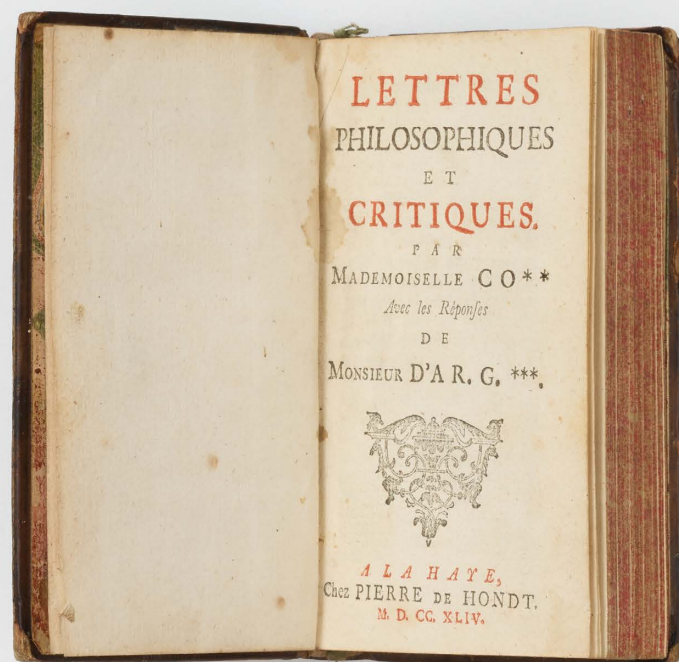 LETTRES
PHILOSOPHIQUES
ET
CRITIQUES.
PAR
MADEMOISELLE CO**
Avec les Réponſes
DE
MONSIEUR D'AR. G. ***.
A LA HAYE,
Chez PIERRE DE HONDT.
M. D. CC. XLIV.